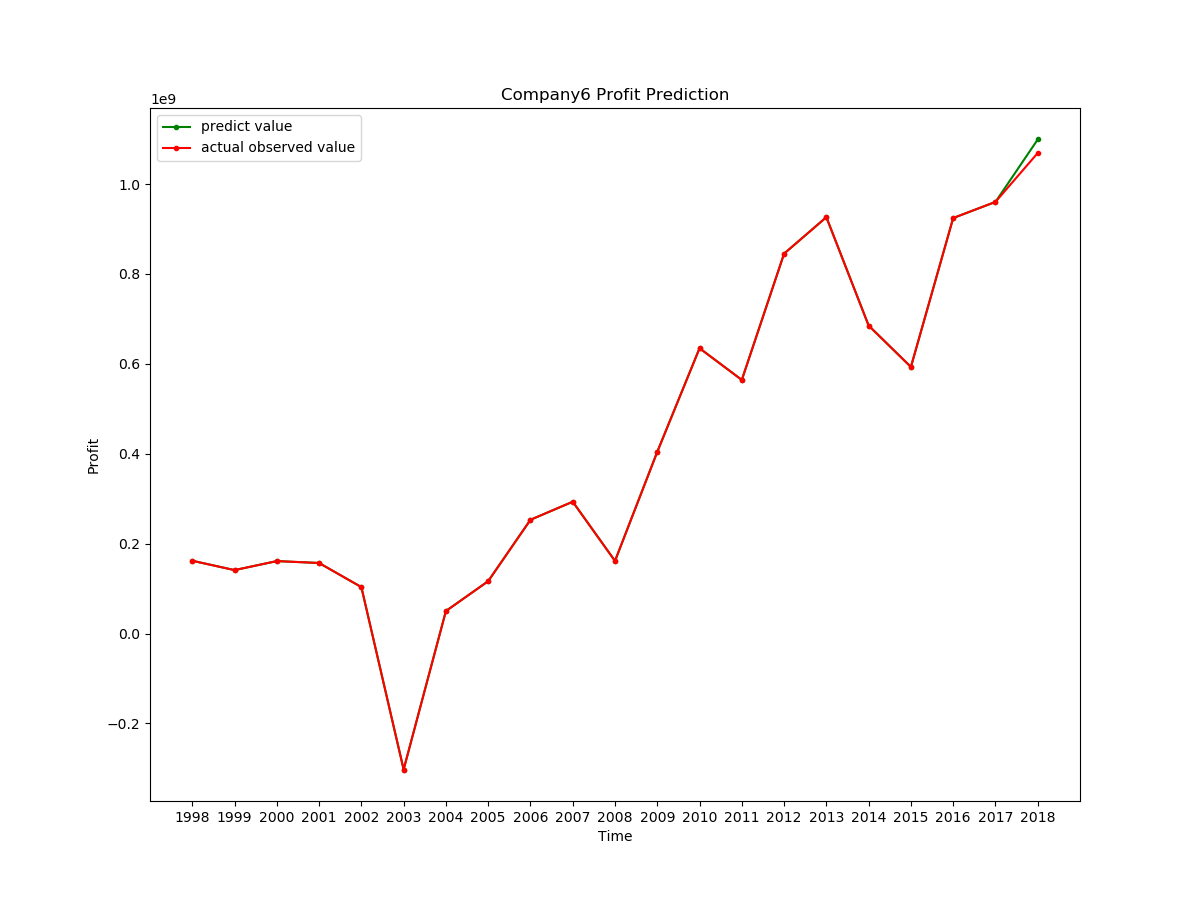 Company6 Profit Prediction
1e9
predict value
actual observed value
1.0
0.8
0.6
0.4
0.2
0.0
−0.2
Profit
1998 1999 2000 2001 2002 2003 2004 2005 2006 2007 2008 2009 2010 2011 2012 2013 2014 2015 2016 2017 2018
Time